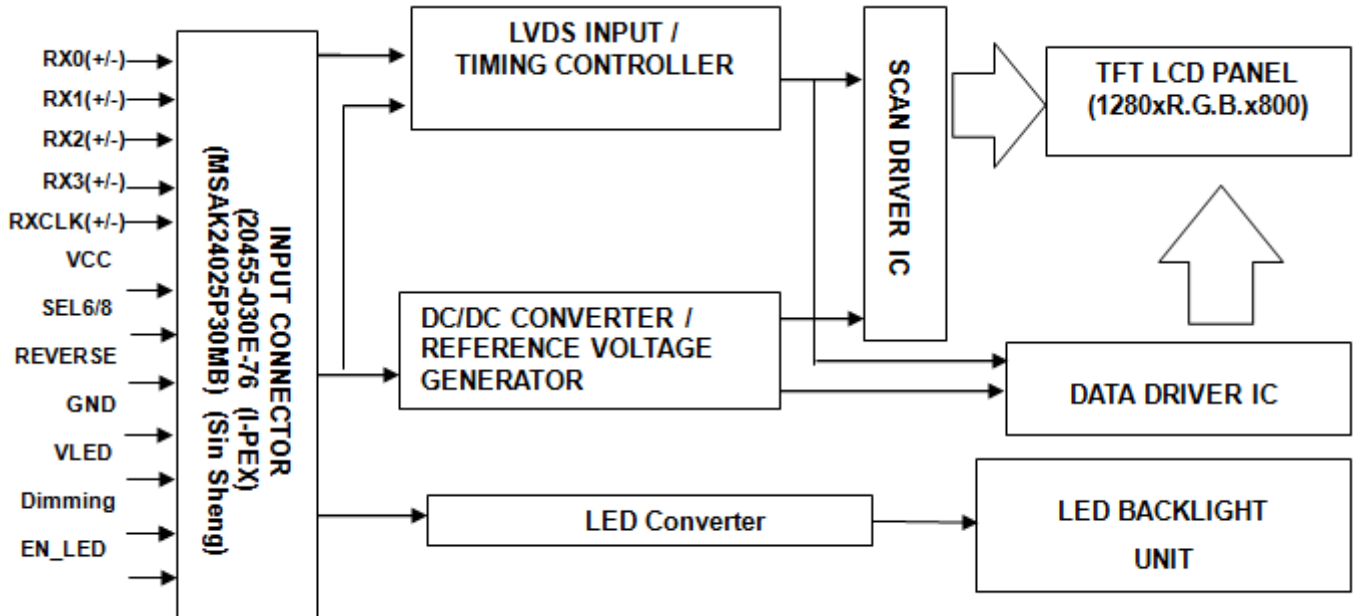 RX0(+/-)
RX1(+/-)
RX2(+/-)
RX3(+/-)
RXCLK(+/-)
VCC
SEL6/8
REVERSE
GND
VLED
Dimming
EN_LED
INPUT CONNECTOR
(20455-030E-76 (I-PEX)
(MSAK24025P30MB) (Sin Sheng)
LVDS INPUT /
TIMING CONTROLLER
DC/DC CONVERTER /
REFERENCE VOLTAGE
GENERATOR
LED Converter
SCAN DRIVER IC
TFT LCD PANEL
(1280xR.G.B.x800)
DATA DRIVER IC
LED BACKLIGHT
UNIT